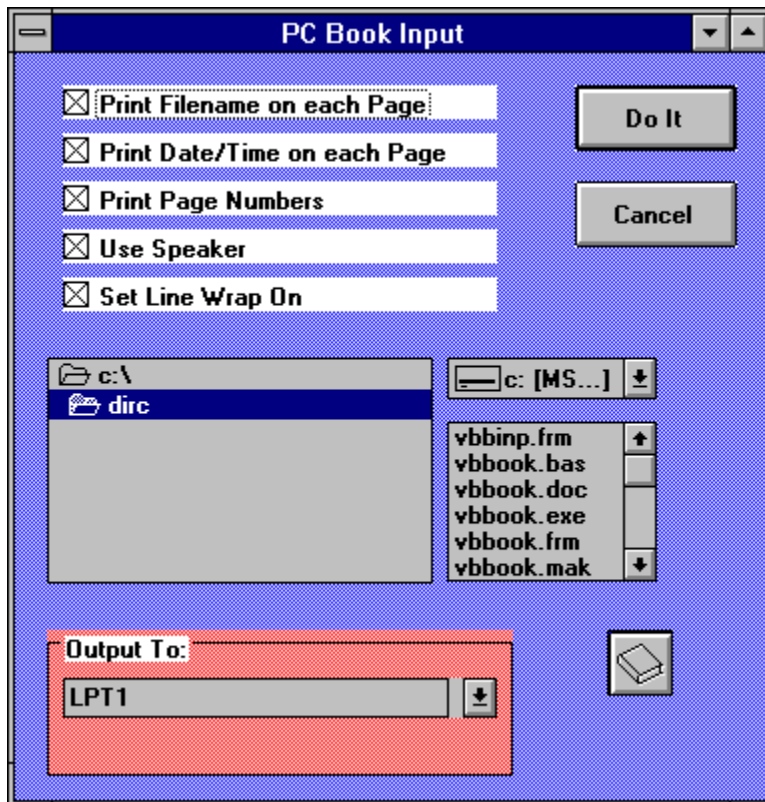 PC Book Input
Print Filename on each Page
Do It
Print Date/Time on each Page
Print Page Numbers
Cancel
Use Speaker
Set Line Wrap On
c:\
c: [MS...]
dirc
vbbinp.frm
vbbook.bas
vbbook.doc
vbbook.exe
vbbook.frm
vbbook.mak
Output To:
LPT1